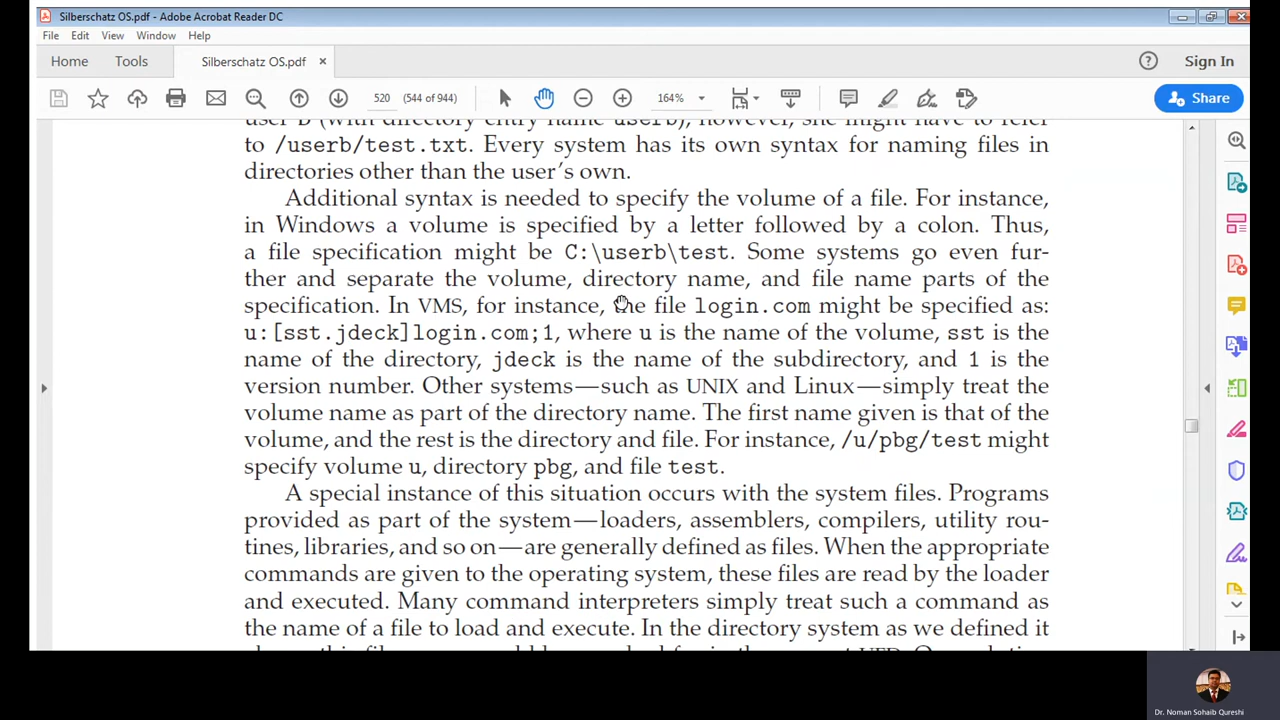 Silberschatz OS.pdf - Adobe Acrobat Reader DC
File Edit View Window Help
Home Tools Silberschatz OS.pdf × Sign In
520 (544 of 944) 164% Share
user B (with directory entry name userb), however, she might have to refer
to /userb/test.txt. Every system has its own syntax for naming files in
directories other than the user's own.
Additional syntax is needed to specify the volume of a file. For instance,
in Windows a volume is specified by a letter followed by a colon. Thus,
a file specification might be C:\userb\test. Some systems go even fur-
ther and separate the volume, directory name, and file name parts of the
specification. In VMS, for instance, the file login.com might be specified as:
u:[sst.jdeck]login.com;1, where u is the name of the volume, sst is the
name of the directory, jdeck is the name of the subdirectory, and 1 is the
version number. Other systems—such as UNIX and Linux—simply treat the
volume name as part of the directory name. The first name given is that of the
volume, and the rest is the directory and file. For instance, /u/pbg/test might
specify volume u, directory pbg, and file test.
A special instance of this situation occurs with the system files. Programs
provided as part of the system—loaders, assemblers, compilers, utility rou-
tines, libraries, and so on—are generally defined as files. When the appropriate
commands are given to the operating system, these files are read by the loader
and executed. Many command interpreters simply treat such a command as
the name of a file to load and execute. In the directory system as we defined it
Dr. Noman Sohaib Qureshi